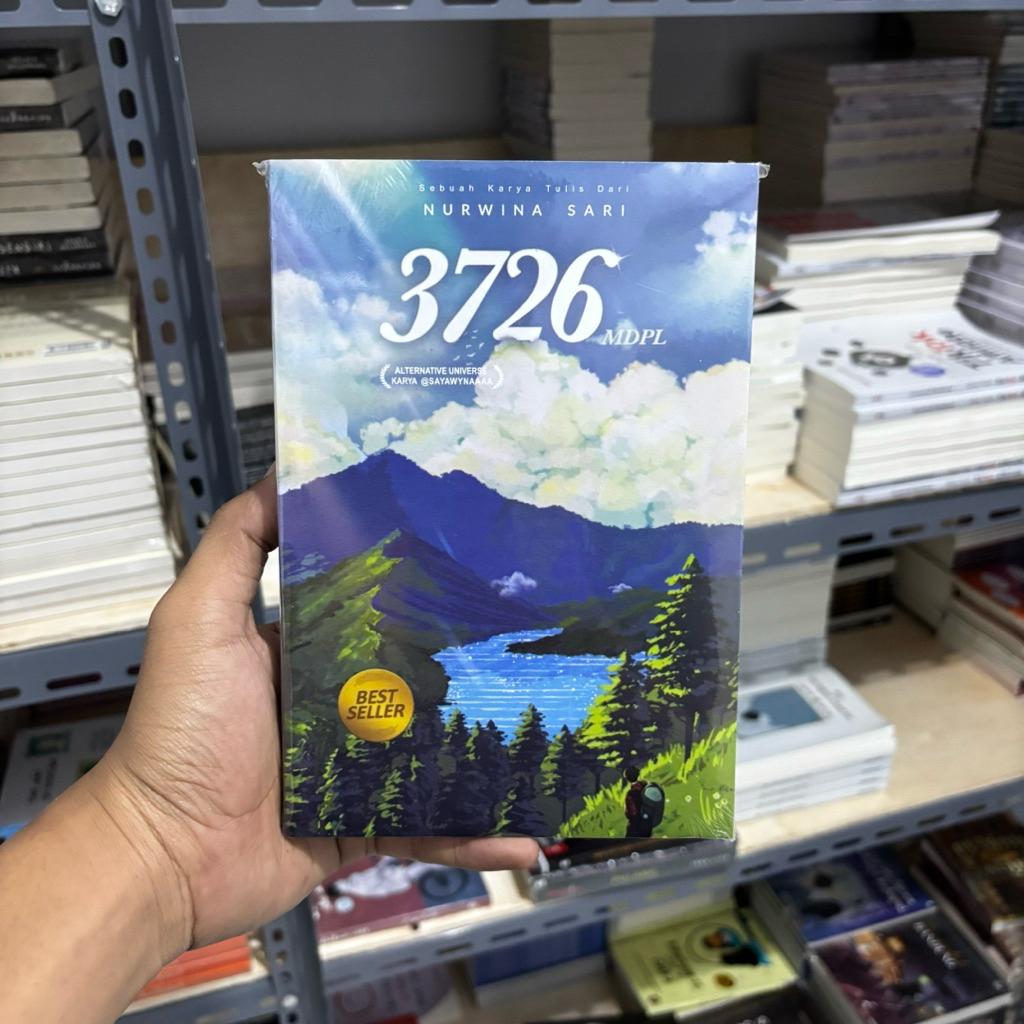 Sebuah Karya Tulis Dari
NURWINA SARI
3726
MDPL
ALTERNATIVE UNIVERSE
KARYA @SAYAWYNAAAA
BEST
SELLER